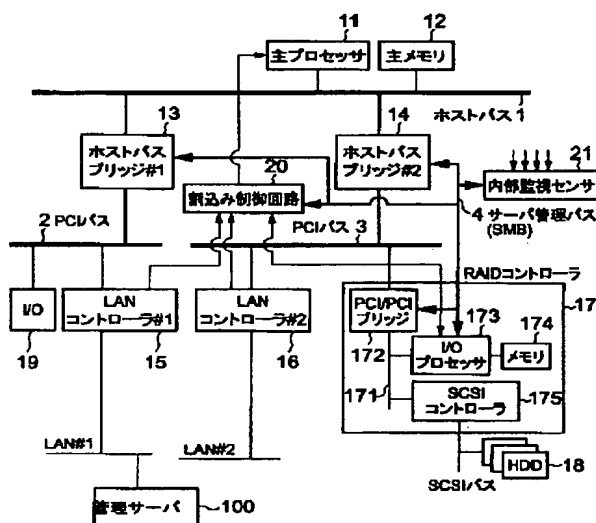 11
12
主プロセッサ
主メモリ
ホストバス 1
13
14
ホストバス
ブリッジ#1
ホストバス
ブリッジ#2
20
21
割込み制御回路
内部監視センサ
4 サーバ管理バス
(SMB)
2 PCIバス
PCIバス 3
RAIDコントローラ
17
I/O
19
LAN
コントローラ#1
15
LAN
コントローラ#2
16
PCI/PCI
ブリッジ
172
173
I/O
プロセッサ
174
メモリ
171
SCSI
コントローラ
175
LAN#1
LAN#2
HDD
18
SCSIバス
管理サーバ
100